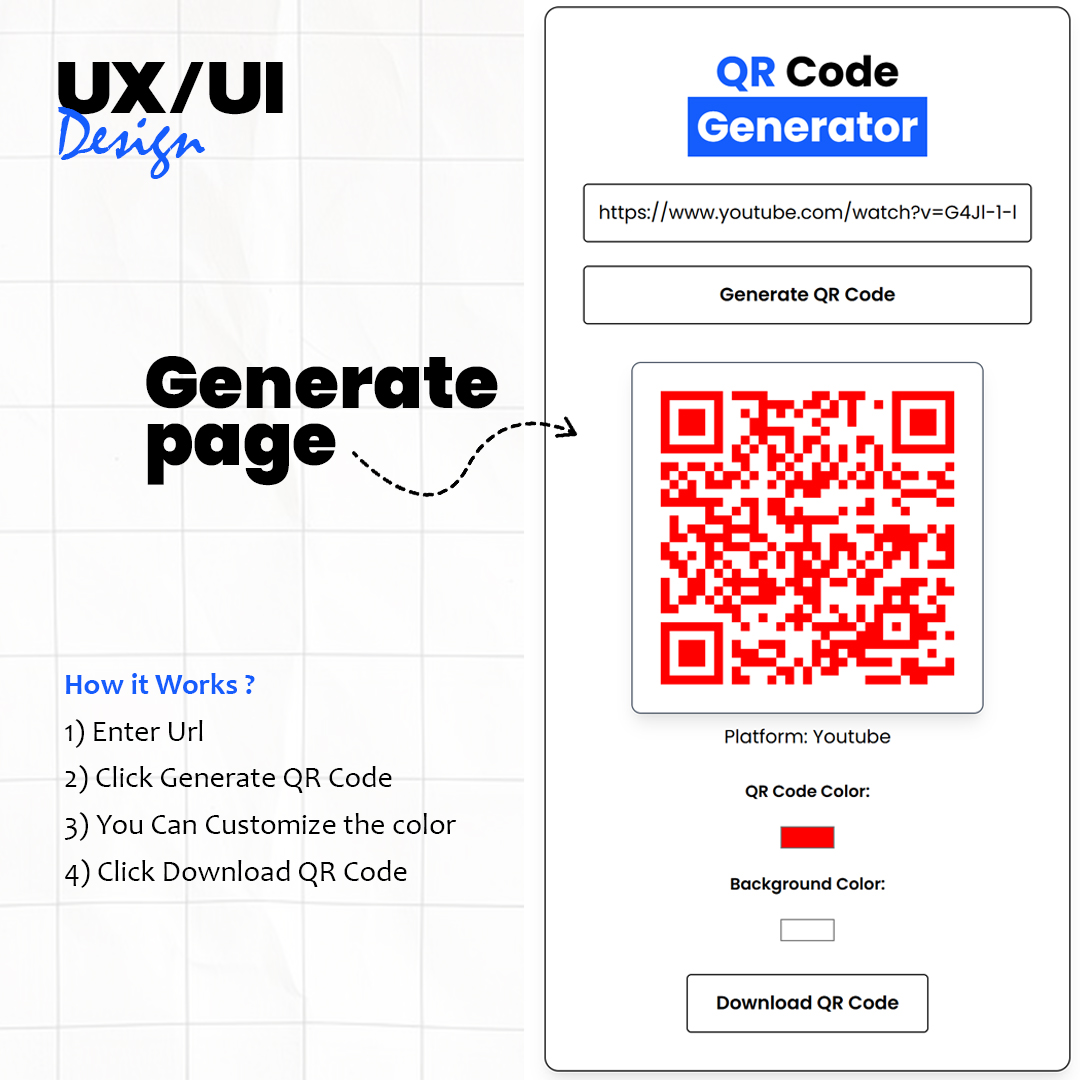 UX/UI
Design
Generate
page
How it Works ?
1) Enter Url
2) Click Generate QR Code
3) You Can Customize the color
4) Click Download QR Code
QR Code
Generator
https://www.youtube.com/watch?v=G4Jl-1-l
Generate QR Code
Platform: Youtube
QR Code Color:
Background Color:
Download QR Code